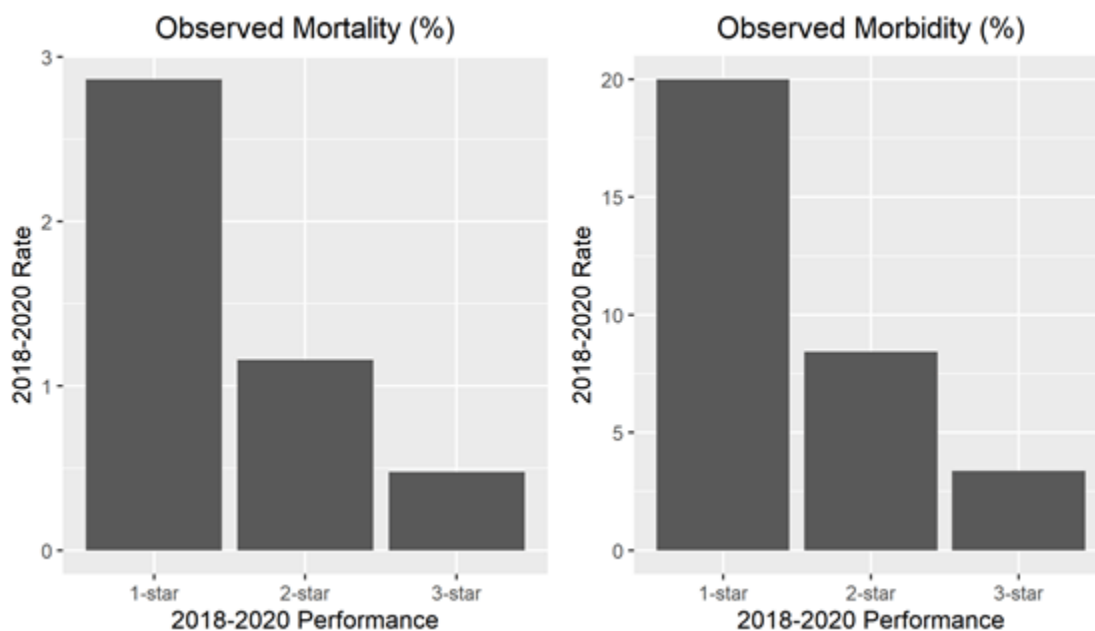 Observed Mortality (%)
3
2
1
0
2018-2020 Rate
1-star 2-star 3-star
2018-2020 Performance
Observed Morbidity (%)
20
15
10
5
0
2018-2020 Rate
1-star 2-star 3-star
2018-2020 Performance